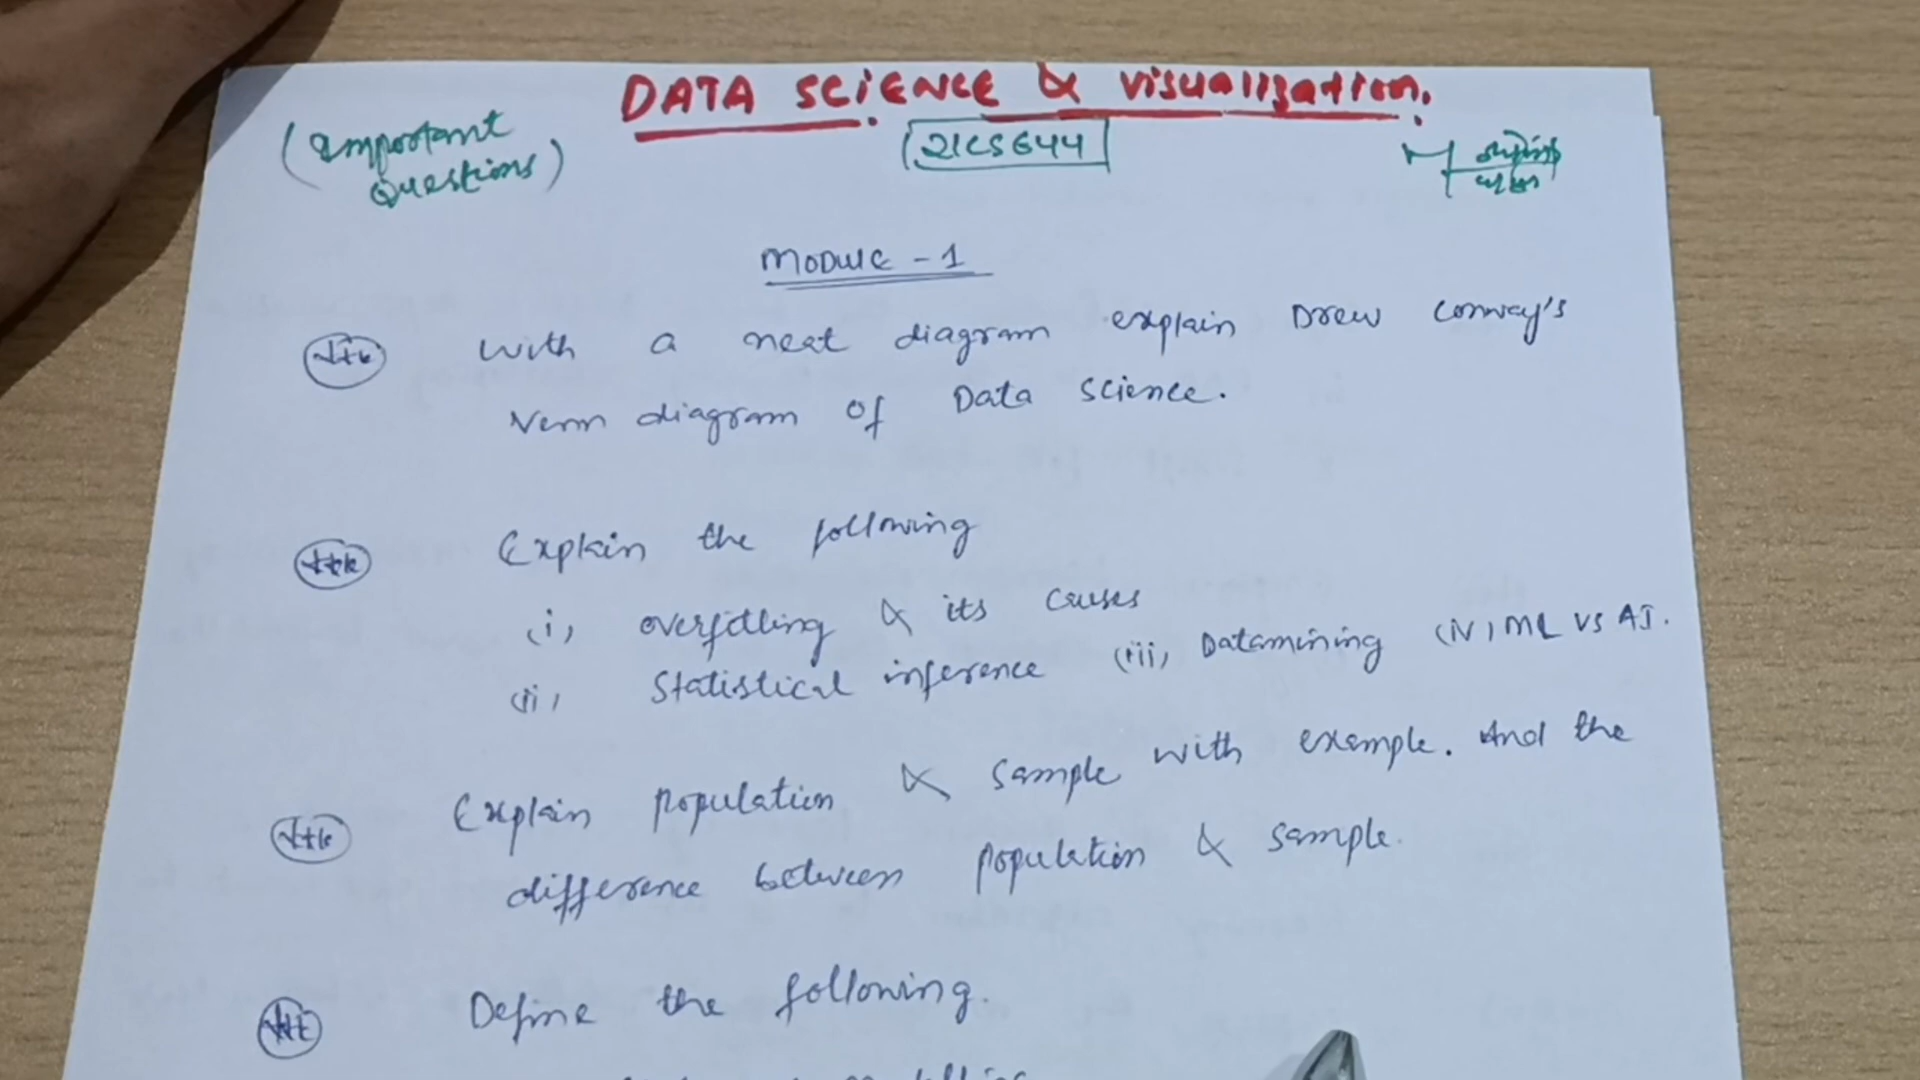 DATA SCIENCE & VISUALIZATION.
(Important
Questions)
21CS644
MODULE - 1
With a neat diagram explain Drew Conway's
Venn diagram of Data Science.
Explain the following
(i) overfitting & its causes
(ii) Statistical inference (iii) Datamining (iv) ML VS AI.
Explain population & sample with example. And the
difference between population & sample.
Define the following.